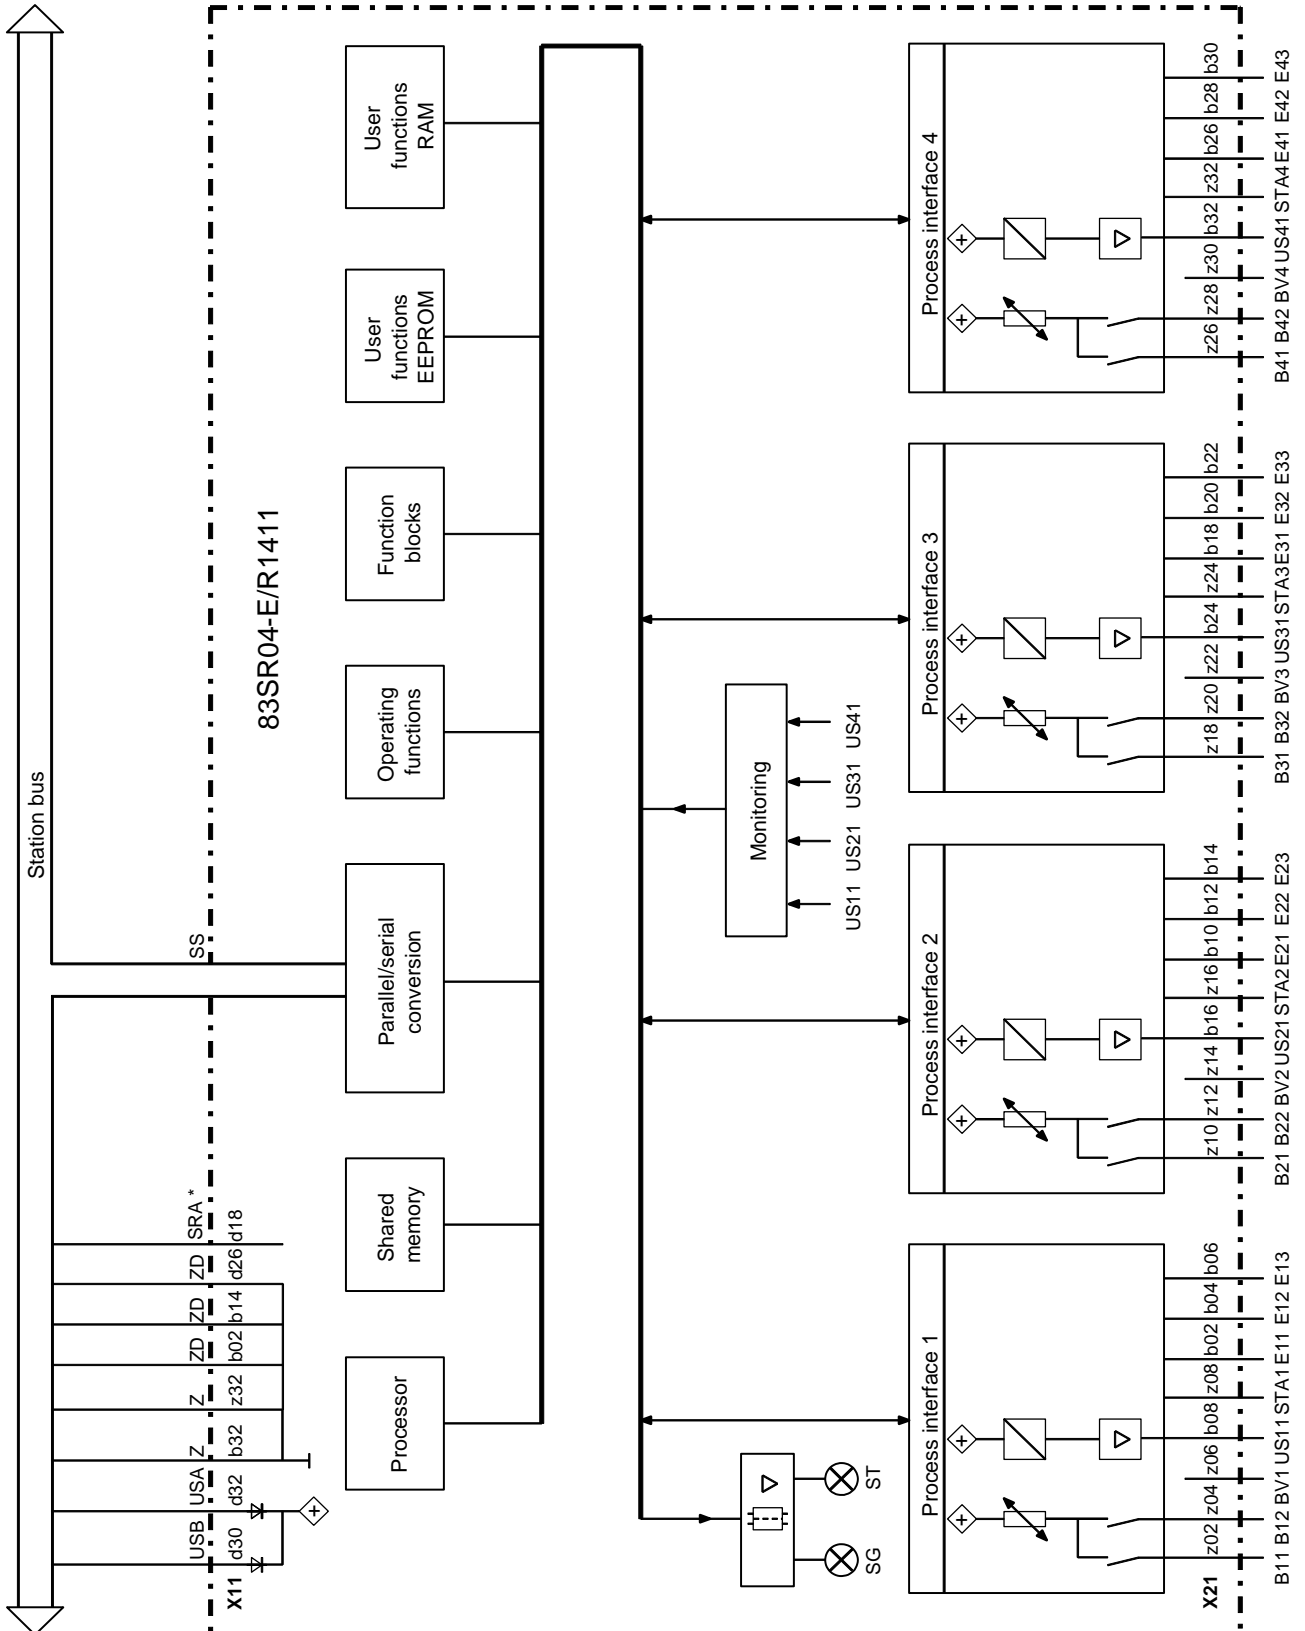 Station bus
X11
USB USA Z Z ZD ZD ZD SRA * SS
d30 d32 b32 z32 b02 b14 d26 d18
83SR04-E/R1411
Processor
Shared
memory
Parallel/serial
conversion
Operating
functions
Function
blocks
User
functions
EEPROM
User
functions
RAM
SG ST
Monitoring
US11 US21 US31 US41
Process interface 1
Process interface 2
Process interface 3
Process interface 4
X21
z02 z04 z06 b08 z08 b02 b04 b06
z10 z12 z14 b16 z16 b10 b12 b14
z18 z20 z22 b24 z24 b18 b20 b22
z26 z28 z30 b32 z32 b26 b28 b30
B11 B12 BV1 US11 STA1 E11 E12 E13
B21 B22 BV2 US21 STA2 E21 E22 E23
B31 B32 BV3 US31 STA3 E31 E32 E33
B41 B42 BV4 US41 STA4 E41 E42 E43